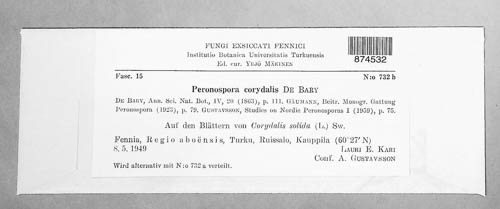 FUNGI EXSICCATI FENNICI
Institutio Botanica Universitatis Turkuensis
Ed. cur. YRJÖ MÄKINEN
874532
Fasc. 15 N:o 732 b
Peronospora corydalis DE BARY
DE BARY, Ann. Sci. Nat. Bot., IV, 20 (1863), p. 111. GÄUMANN, Beitr. Monogr. Gattung
Peronospora (1923), p. 79. GUSTAVSSON, Studies on Nordic Peronosporas I (1959), p. 75.
Auf den Blättern von Corydalis solida (L.) Sw.
Fennia, Regio aboënsis, Turku, Ruissalo, Kauppila (60°27′ N)
8. 5. 1949 LAURI E. KARI
Conf. A. GUSTAVSSON
Wird alternativ mit N:o 732 a verteilt.